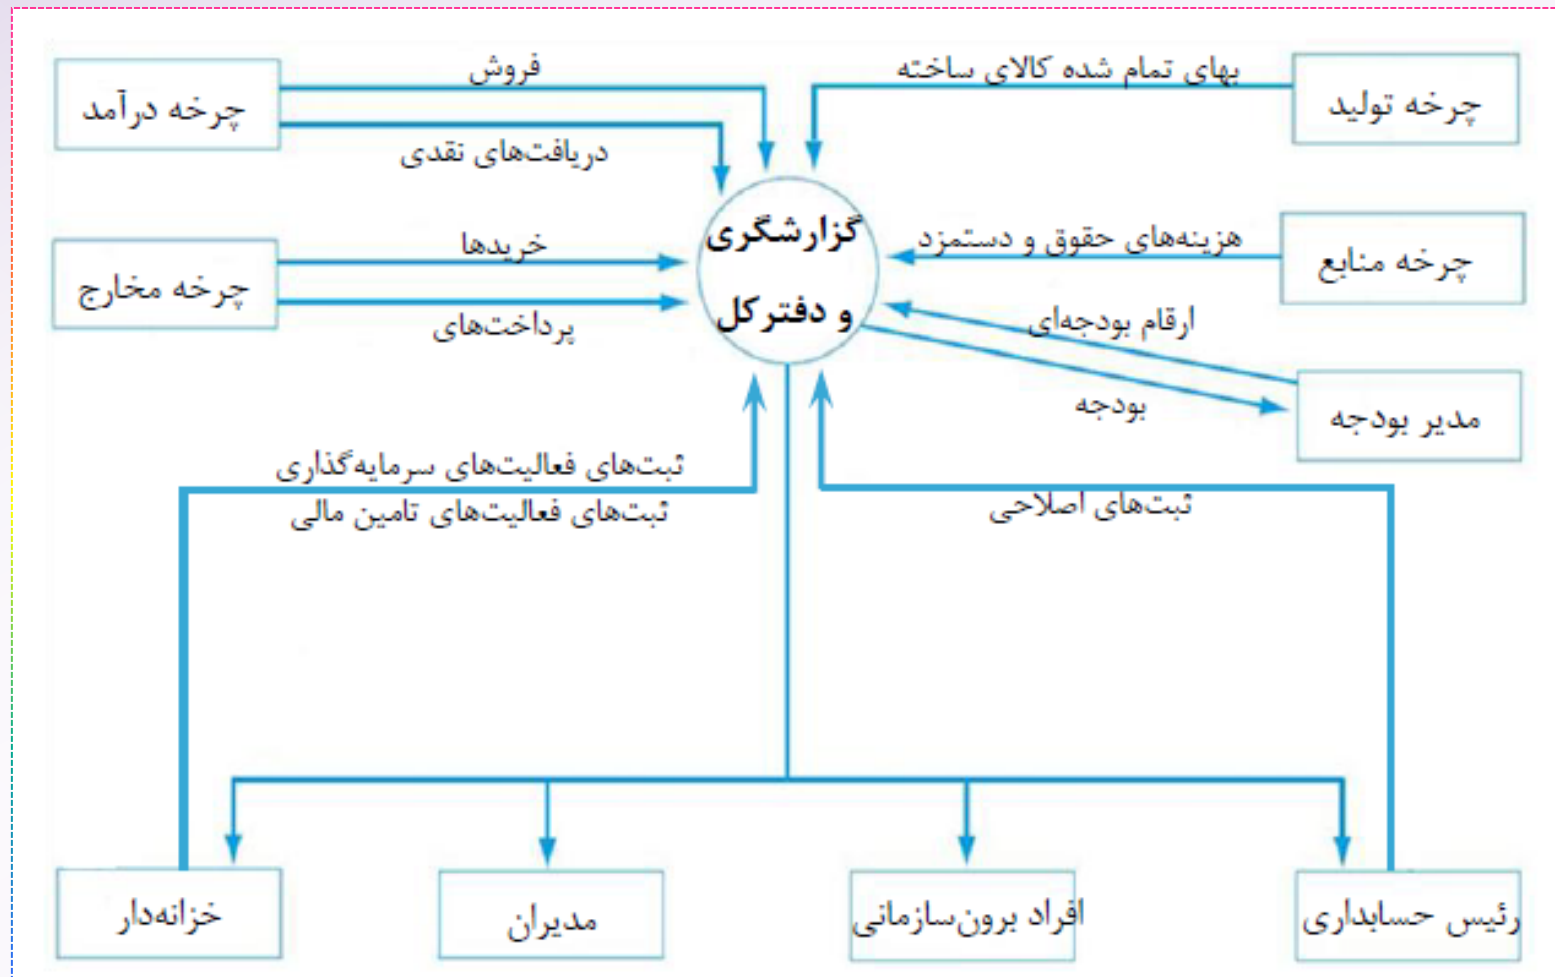 فروش
بهای تمام شده کالای ساخته
چرخه درآمد
چرخه تولید
دریافت‌های نقدی
گزارشگری
و دفترکل
خریدها
هزینه‌های حقوق و دستمزد
چرخه مخارج
چرخه منابع
پرداخت‌های
ارقام بودجه‌ای
بودجه
مدیر بودجه
ثبت‌های فعالیت‌های سرمایه‌گذاری
ثبت‌های فعالیت‌های تامین مالی
ثبت‌های اصلاحی
رئیس حسابداری
افراد برون‌سازمانی
مدیران
خزانه‌دار